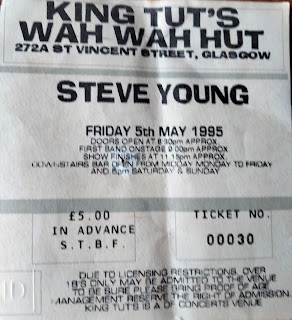 KING TUT'S
WAH WAH HUT
272A ST VINCENT STREET, GLASGOW
STEVE YOUNG
FRIDAY 5th MAY 1995
DOORS OPEN AT 8:30pm APPROX
FIRST BAND ONSTAGE 9:00pm APPROX
SHOW FINISHES AT 11.15pm APPROX
DOWNSTAIRS BAR OPEN FROM MIDDAY MONDAY TO FRIDAY
AND 6pm SATURDAY & SUNDAY
£5.00
IN ADVANCE
S.T.B.F.
TICKET NO.
00030
DUE TO LICENSING RESTRICTIONS, OVER
18'S ONLY MAY BE ADMITTED TO THE VENUE
TO BE SURE PLEASE BRING PROOF OF AGE
MANAGEMENT RESERVE THE RIGHT OF ADMISSION.
KING TUT'S IS A DF CONCERTS VENUE
ID